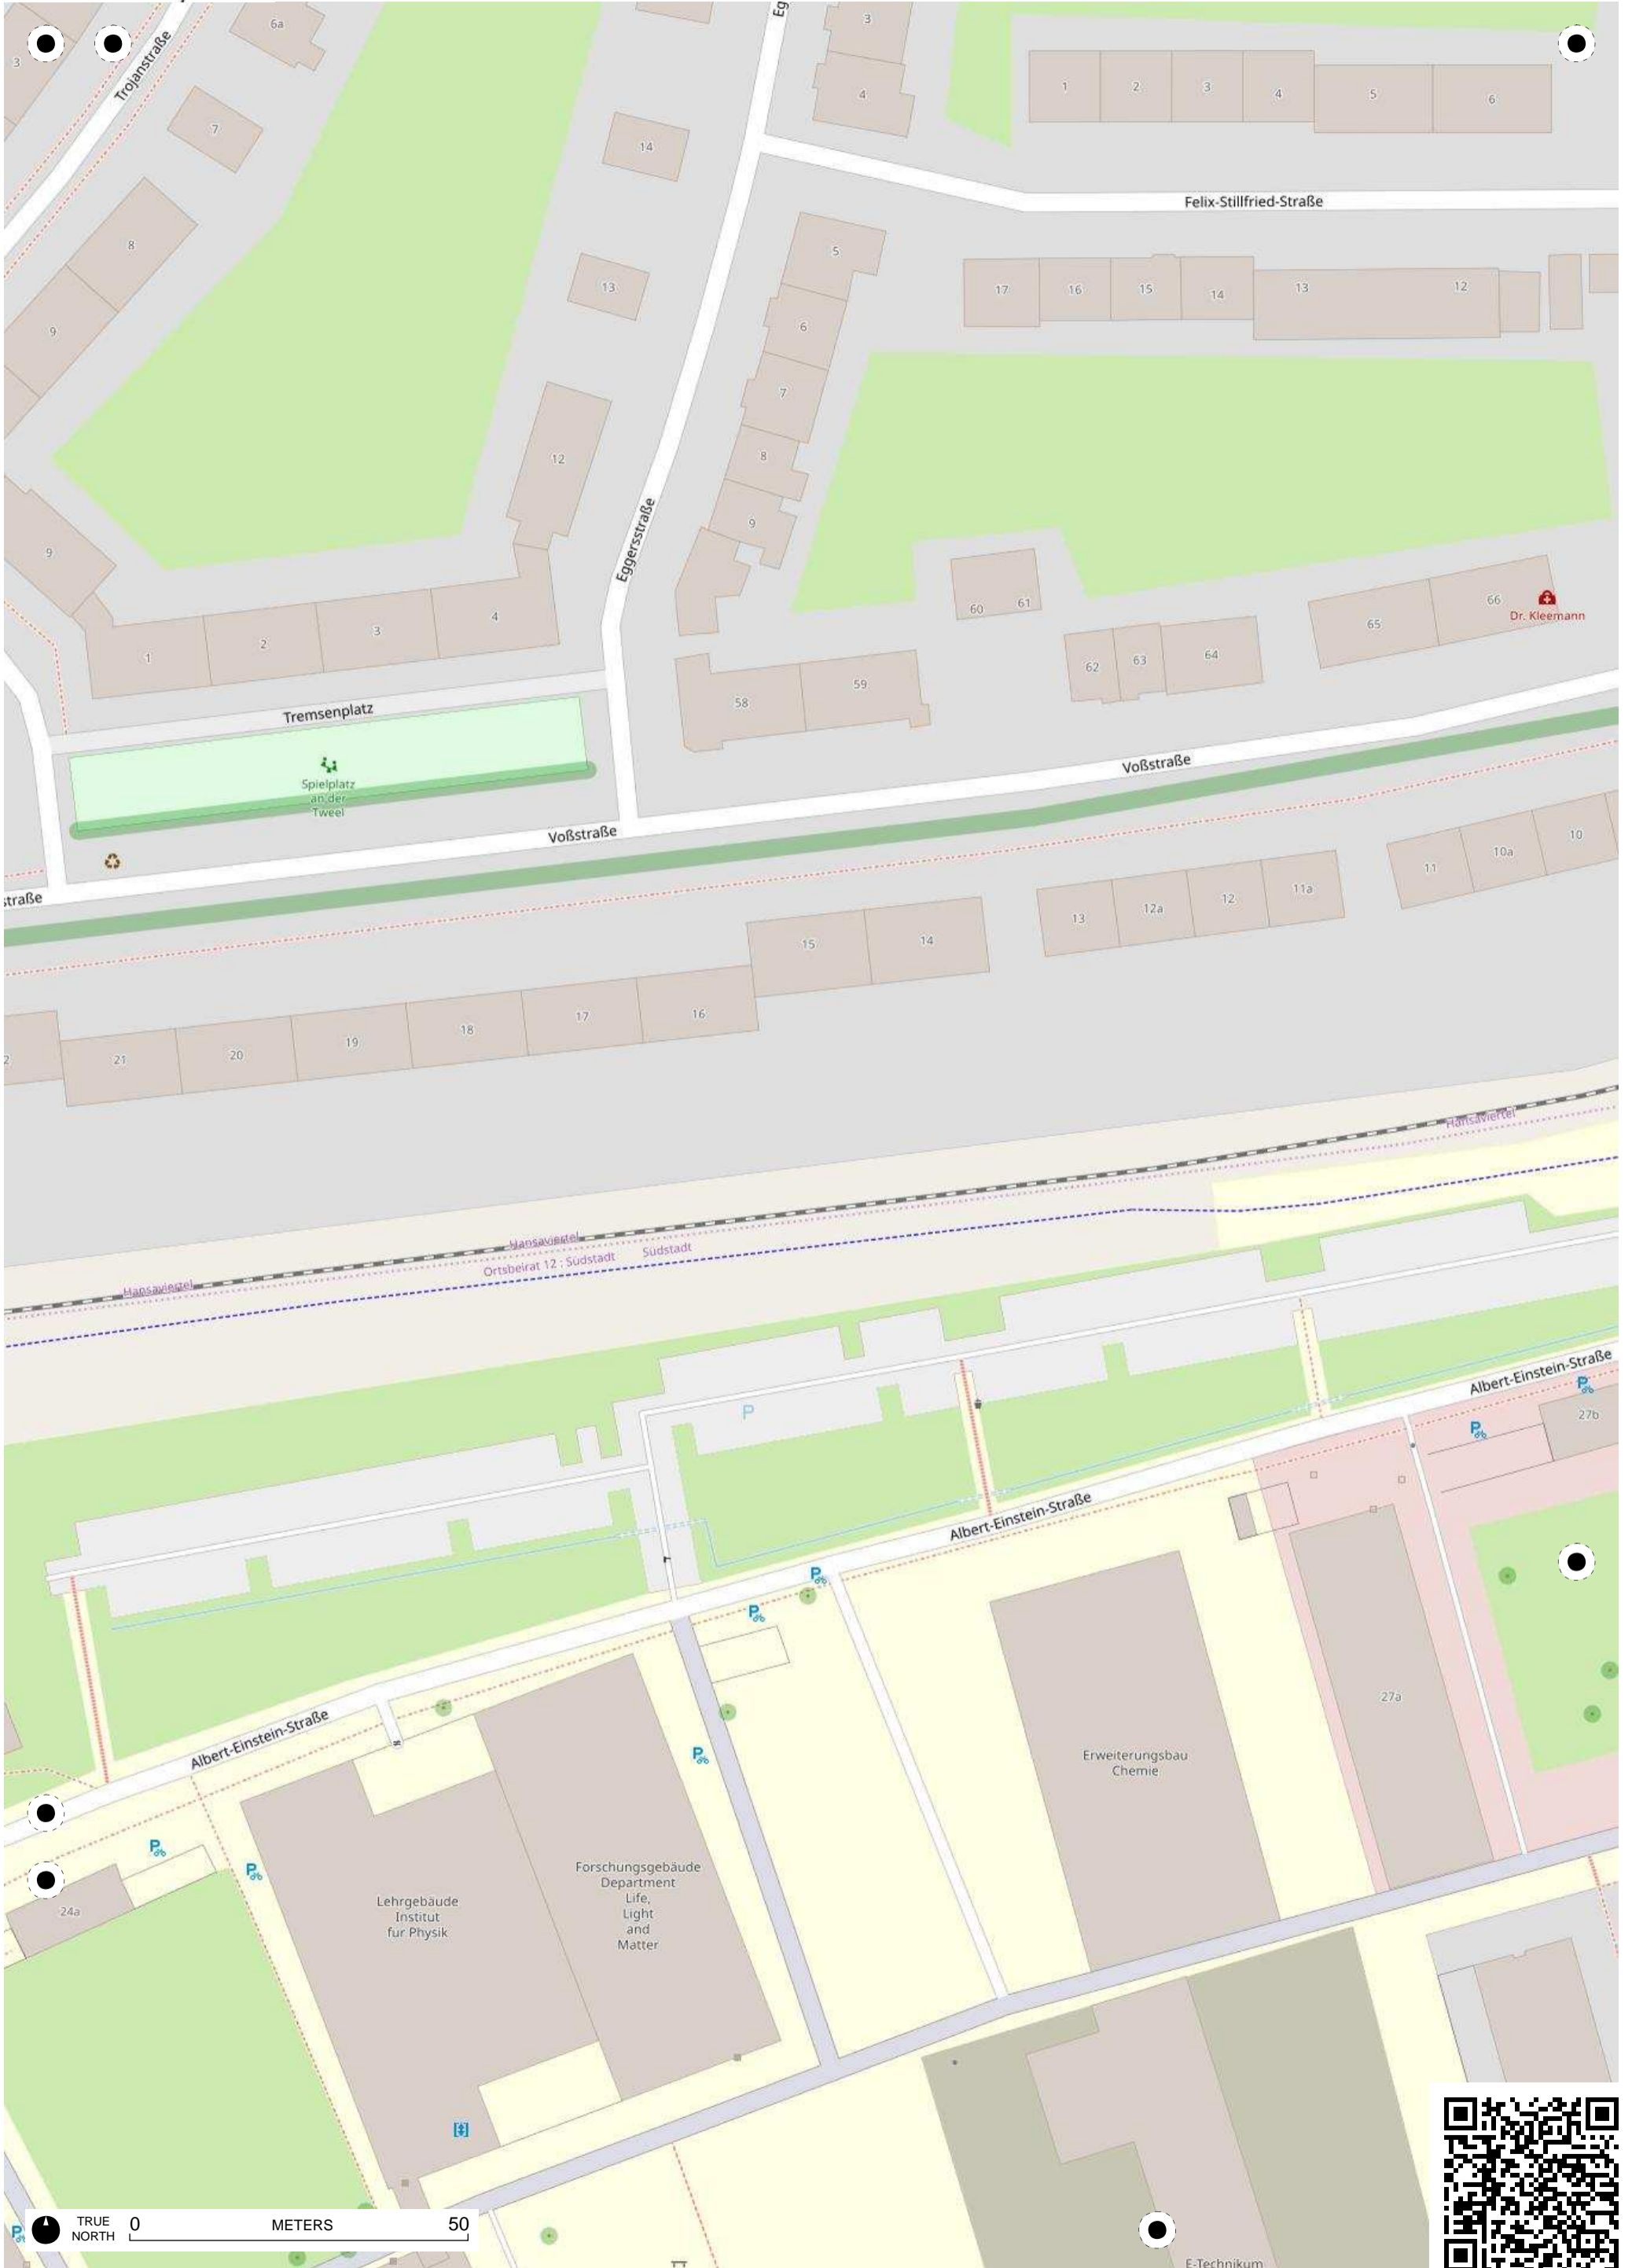 6a
3
Eg
3
Trojanstraße
4
1
2
3
4
5
6
7
14
Felix-Stillfried-Straße
8
5
13
17
16
15
14
13
12
9
6
7
12
8
9
9
Eggersstraße
60
61
66
Dr. Kleemann
1
2
3
4
65
62
63
64
58
59
Tremsenplatz
Voßstraße
Spielplatz
an der
Tweel
Voßstraße
straße
11
10a
10
13
12a
12
11a
15
14
2
21
20
19
18
17
16
Hansaviertel
Hansaviertel
Südstadt
Ortsbeirat 12 : Südstadt
Hansaviertel
Albert-Einstein-Straße
P
P
27b
P
Albert-Einstein-Straße
P
P
27a
Albert-Einstein-Straße
P
Erweiterungsbau
Chemie
P
P
24a
Lehrgebäude
Institut
fur Physik
Forschungsgebäude
Department
Life,
Light
and
Matter
P
TRUE
NORTH
0
METERS
50
E-Technikum